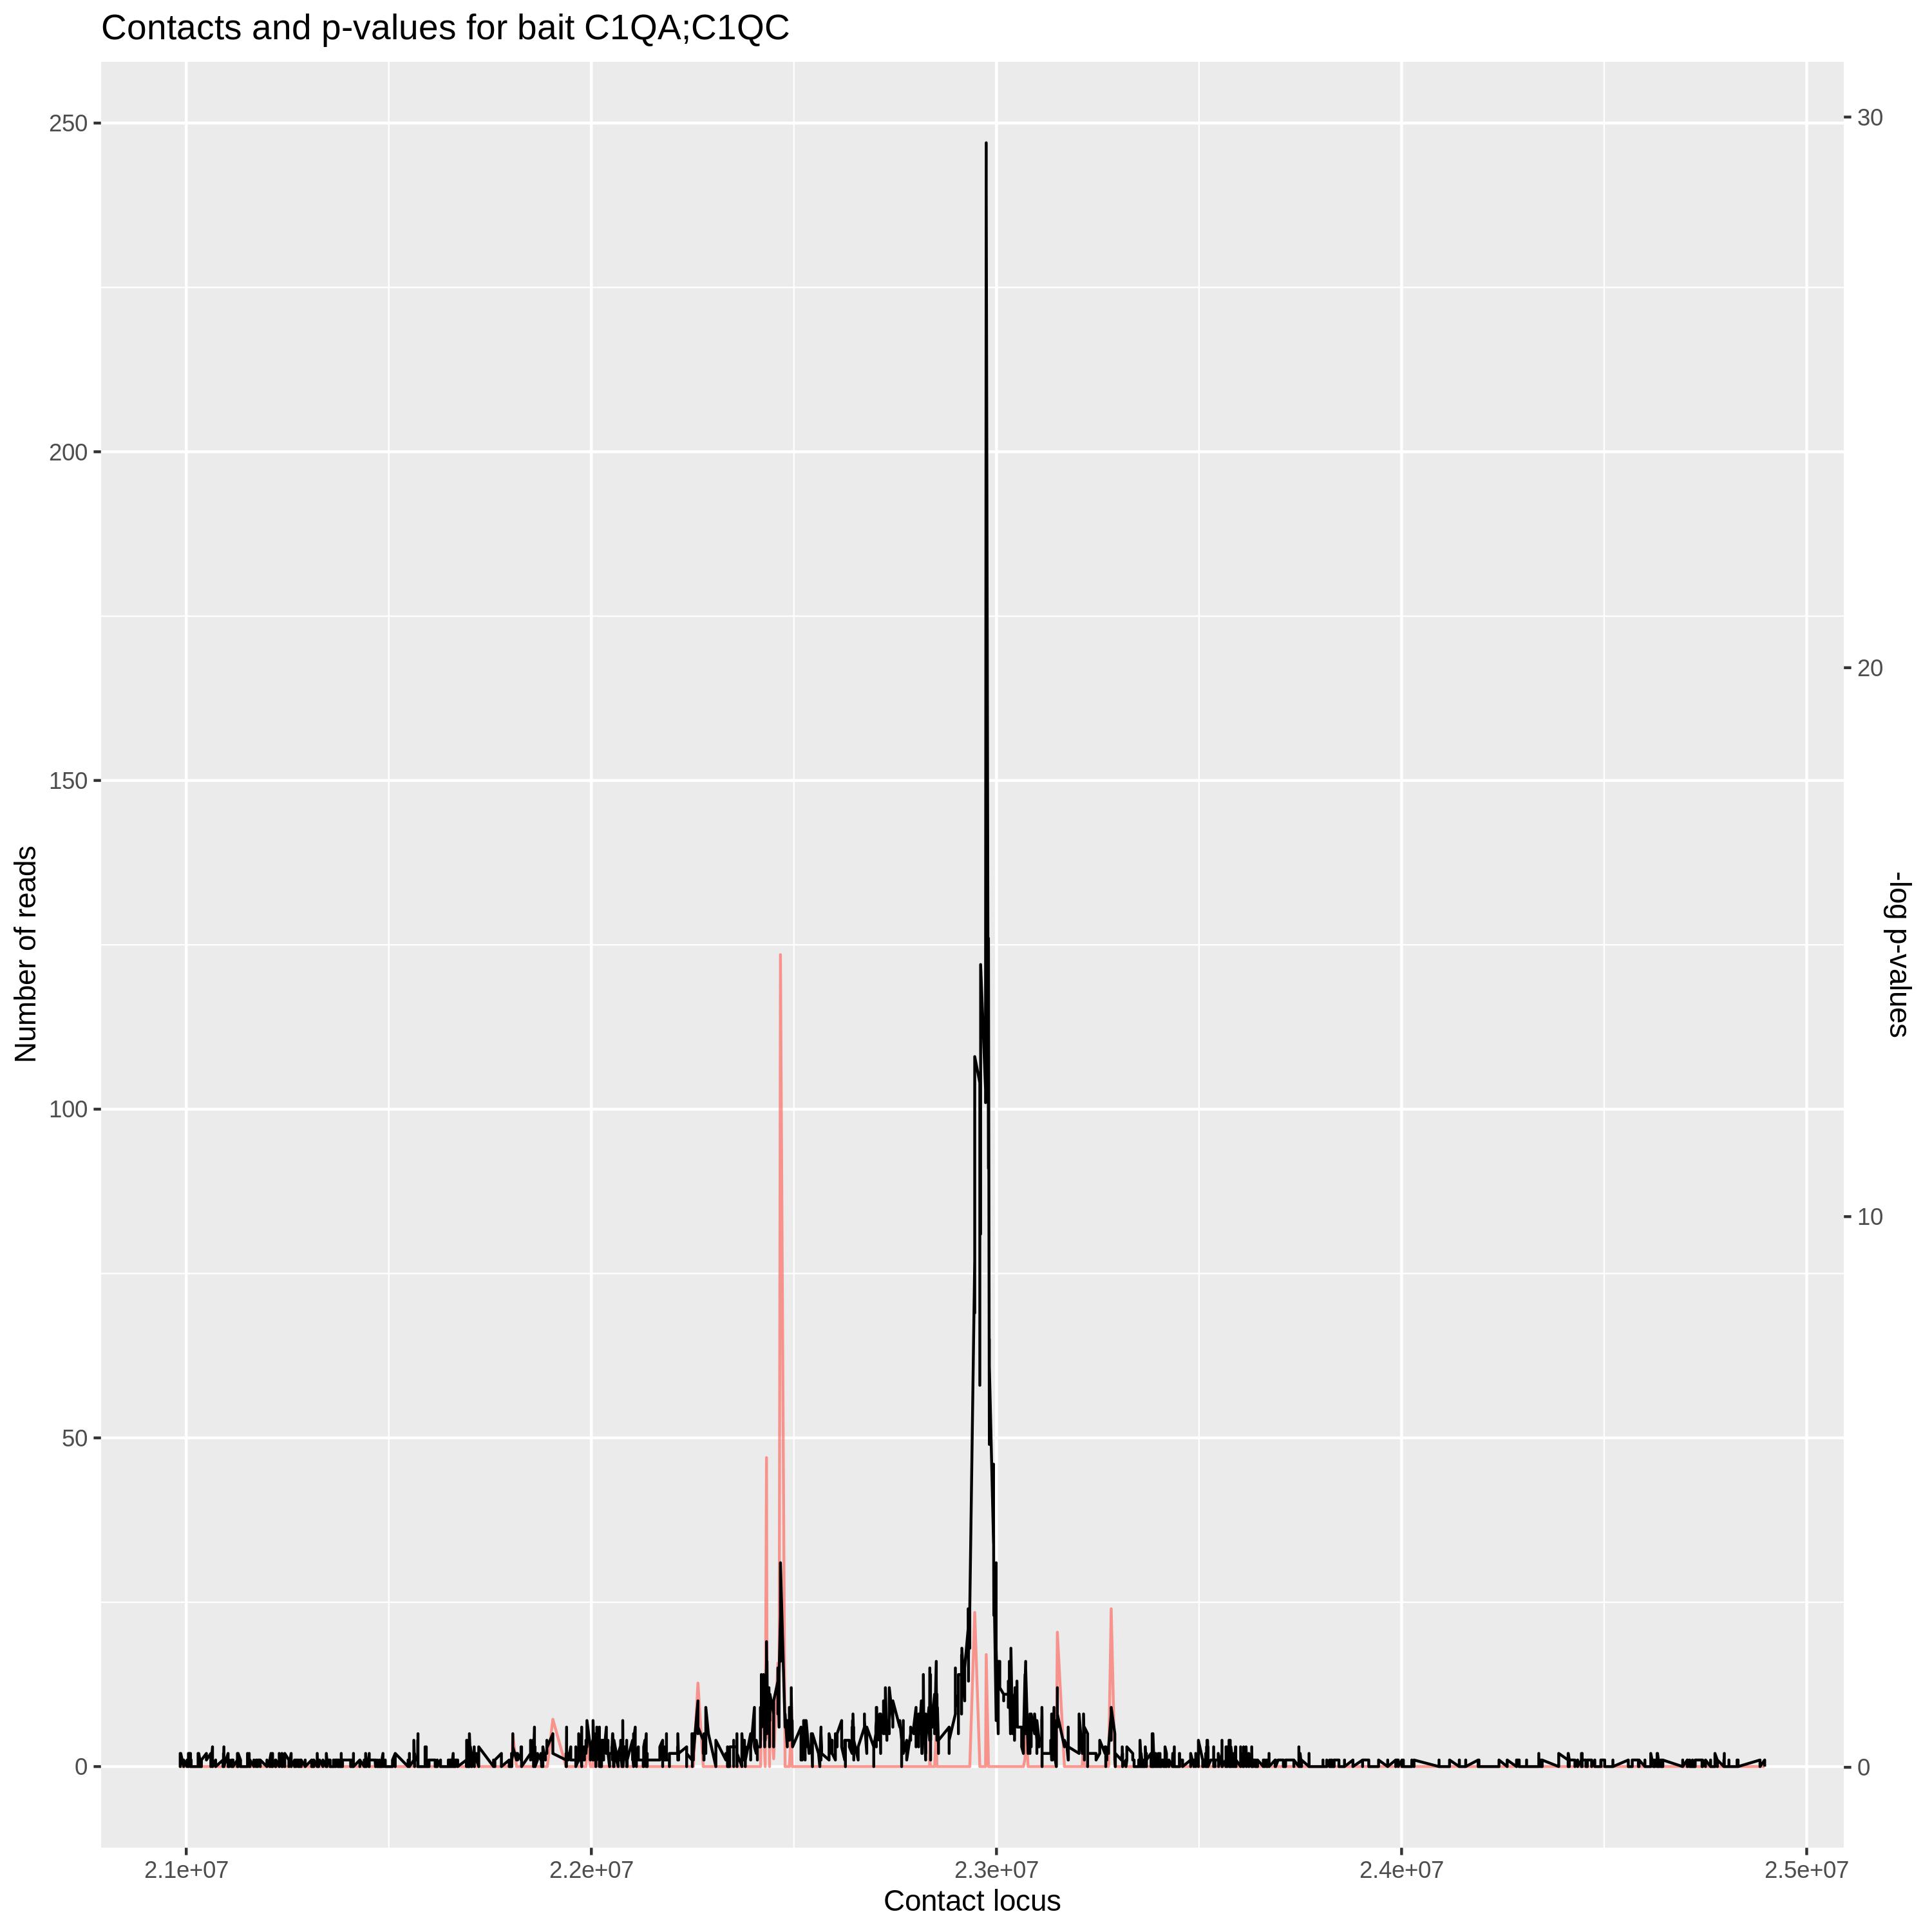 Contacts and p-values for bait C1QA;C1QC
250
200
150
100
50
0
Number of reads
30
20
10
0
-log p-values
2.1e+07
2.2e+07
2.3e+07
2.4e+07
2.5e+07
Contact locus